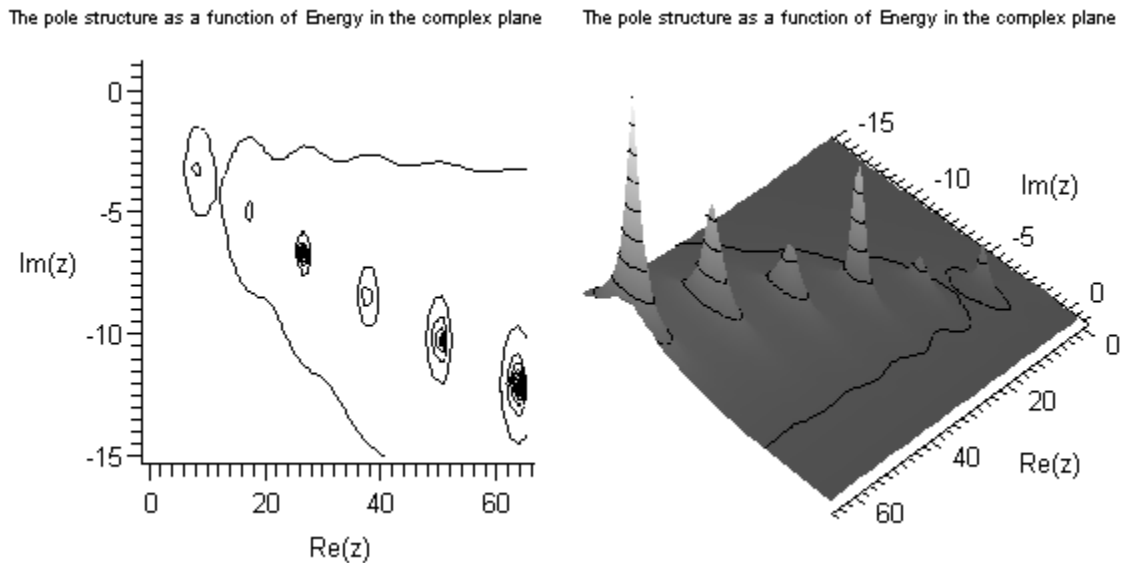 The pole structure as a function of Energy in the complex plane
0
-5
Im(z)
-10
-15
0 20 40 60
Re(z)
The pole structure as a function of Energy in the complex plane
-15
-10
Im(z)
-5
0
0
20
40
Re(z)
60